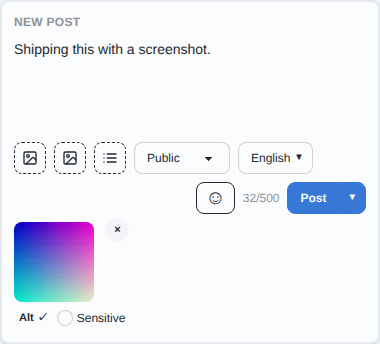 NEW POST
Shipping this with a screenshot.
Public English
32/500 Post
Alt ✓ Sensitive